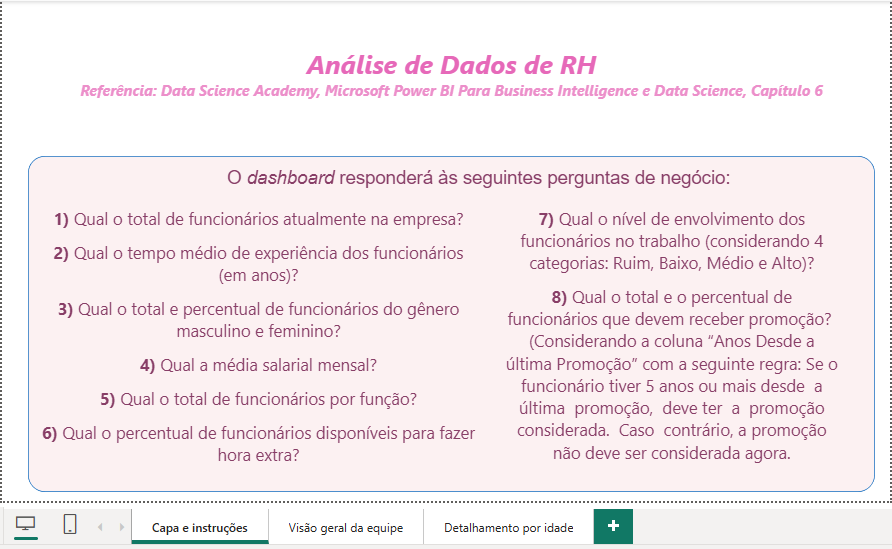 Análise de Dados de RH
Referência: Data Science Academy, Microsoft Power BI Para Business Intelligence e Data Science, Capítulo 6
O dashboard responderá às seguintes perguntas de negócio:
1) Qual o total de funcionários atualmente na empresa?
2) Qual o tempo médio de experiência dos funcionários
(em anos)?
3) Qual o total e percentual de funcionários do gênero
masculino e feminino?
4) Qual a média salarial mensal?
5) Qual o total de funcionários por função?
6) Qual o percentual de funcionários disponíveis para fazer
hora extra?
7) Qual o nível de envolvimento dos
funcionários no trabalho (considerando 4
categorias: Ruim, Baixo, Médio e Alto)?
8) Qual o total e o percentual de
funcionários que devem receber promoção?
(Considerando a coluna “Anos Desde a
última Promoção” com a seguinte regra: Se o
funcionário tiver 5 anos ou mais desde a
última promoção, deve ter a promoção
considerada. Caso contrário, a promoção
não deve ser considerada agora.
Capa e instruções
Visão geral da equipe
Detalhamento por idade